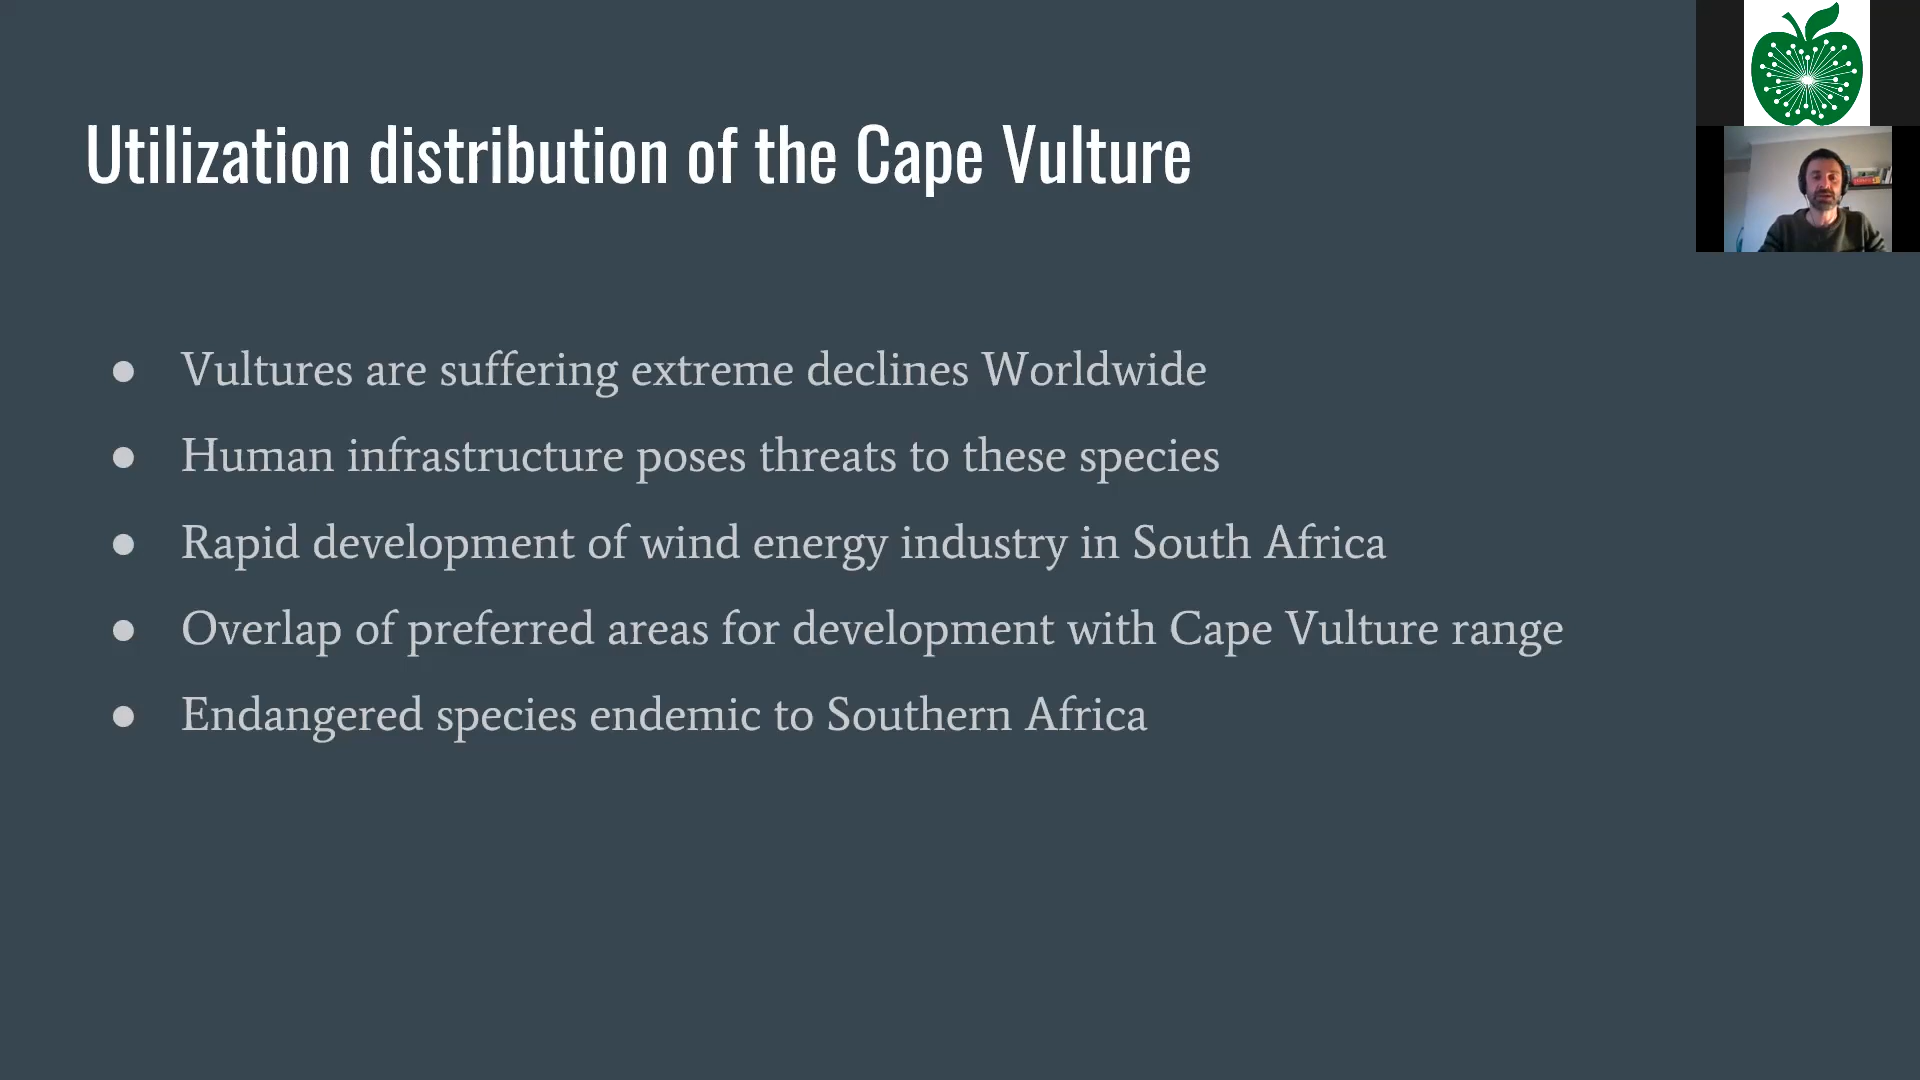 Utilization distribution of the Cape Vulture
● Vultures are suffering extreme declines Worldwide
● Human infrastructure poses threats to these species
● Rapid development of wind energy industry in South Africa
● Overlap of preferred areas for development with Cape Vulture range
● Endangered species endemic to Southern Africa